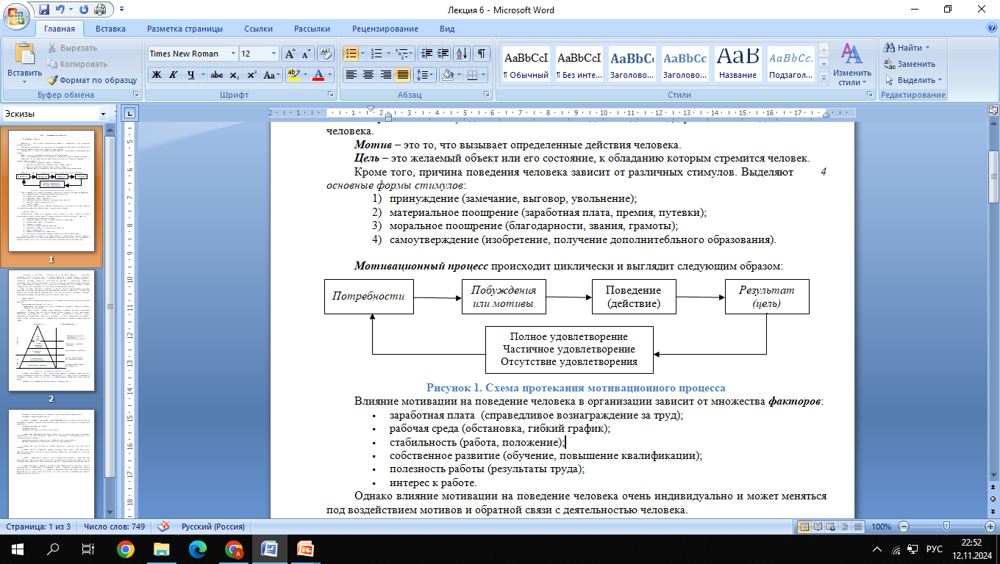 Лекция 6 - Microsoft Word
Главная Вставка Разметка страницы Ссылки Рассылки Рецензирование Вид
Вставить
Вырезать
Копировать
Формат по образцу
Буфер обмена
Times New Roman 12
Ж К Ч abc x₂ x² Aa
Шрифт
Абзац
AaBbCcI AaBbCcI AaBbCc AaBbCc AaB AaBbCc.
¶ Обычный ¶ Без инте... Заголово... Заголово... Название Подзагол...
Изменить стили
Стили
Найти
Заменить
Выделить
Редактирование
Эскизы
1
2
человека.
Мотив – это то, что вызывает определенные действия человека.
Цель – это желаемый объект или его состояние, к обладанию которым стремится человек.
Кроме того, причина поведения человека зависит от различных стимулов. Выделяют 4
основные формы стимулов:
1) принуждение (замечание, выговор, увольнение);
2) материальное поощрение (заработная плата, премия, путевки);
3) моральное поощрение (благодарности, звания, грамоты);
4) самоутверждение (изобретение, получение дополнитебльного образования).
Мотивационный процесс происходит циклически и выглядит следующим образом:
Потребности
Побуждения
или мотивы
Поведение
(действие)
Результат
(цель)
Полное удовлетворение
Частичное удовлетворение
Отсутствие удовлетворения
Рисунок 1. Схема протекания мотивационного процесса
Влияние мотивации на поведение человека в организации зависит от множества факторов:
▪ заработная плата (справедливое вознаграждение за труд);
▪ рабочая среда (обстановка, гибкий график);
▪ стабильность (работа, положение);
▪ собственное развитие (обучение, повышение квалификации);
▪ полезность работы (результаты труда);
▪ интерес к работе.
Однако влияние мотивации на поведение человека очень индивидуально и может меняться
под воздействием мотивов и обратной связи с деятельностью человека.
Страница: 1 из 3 Число слов: 749 Русский (Россия) 100%
РУС
22:52
12.11.2024